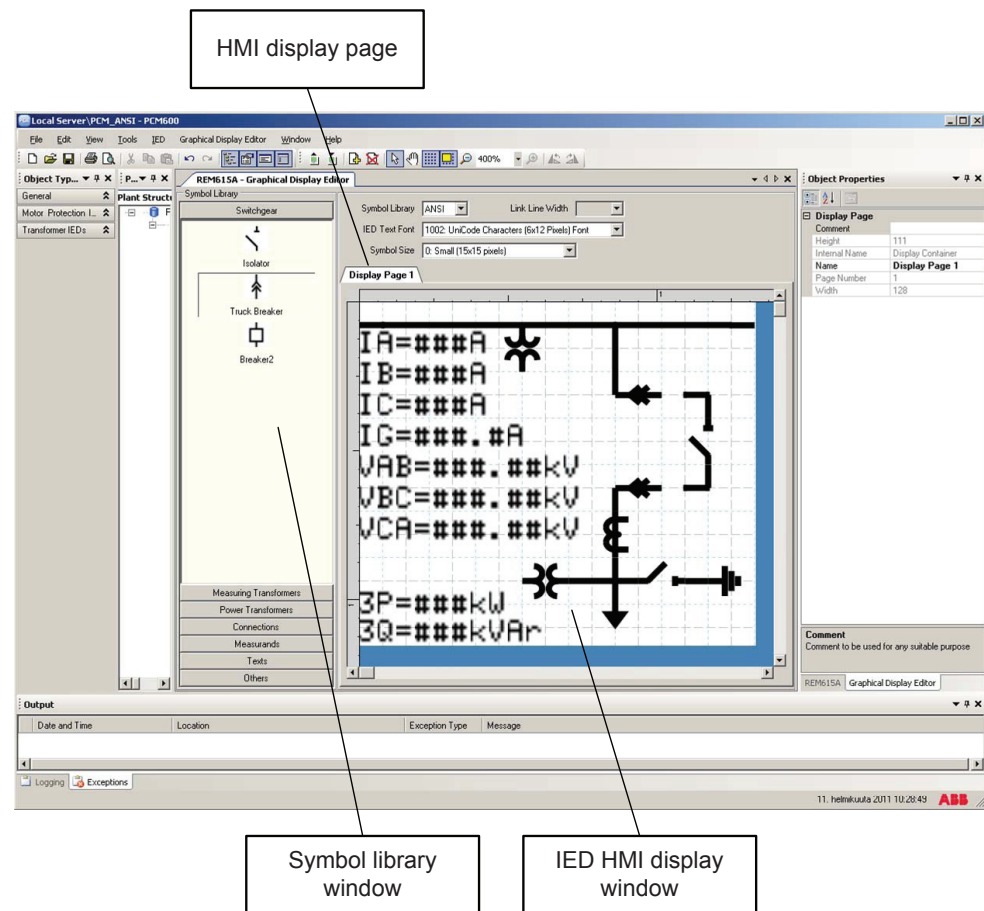 HMI display page
Local Server\PCM_ANSI - PCM600
File Edit View Tools IED Graphical Display Editor Window Help
400%
Object Typ...
P...
REM615A - Graphical Display Editor
Object Properties
General
Motor Protection I...
Transformer IEDs
Plant Structu
Symbol Library
Switchgear
Isolator
Truck Breaker
Breaker2
Measuring Transformers
Power Transformers
Connections
Measurands
Texts
Others
Symbol Library ANSI Link Line Width
IED Text Font 1002: UniCode Characters (6x12 Pixels) Font
Symbol Size 0: Small (15x15 pixels)
Display Page 1
1
IA=###A
IB=###A
IC=###A
IG=###.#A
VAB=###.##kV
VBC=###.##kV
VCA=###.##kV
3P=###kW
3Q=###kVAr
Display Page
Comment
Height 111
Internal Name Display Container
Name Display Page 1
Page Number 1
Width 128
Comment
Comment to be used for any suitable purpose
REM615A Graphical Display Editor
Output
Date and Time Location Exception Type Message
Logging Exceptions
11. helmikuuta 2011 10:28:49 ABB
Symbol library
window
IED HMI display
window